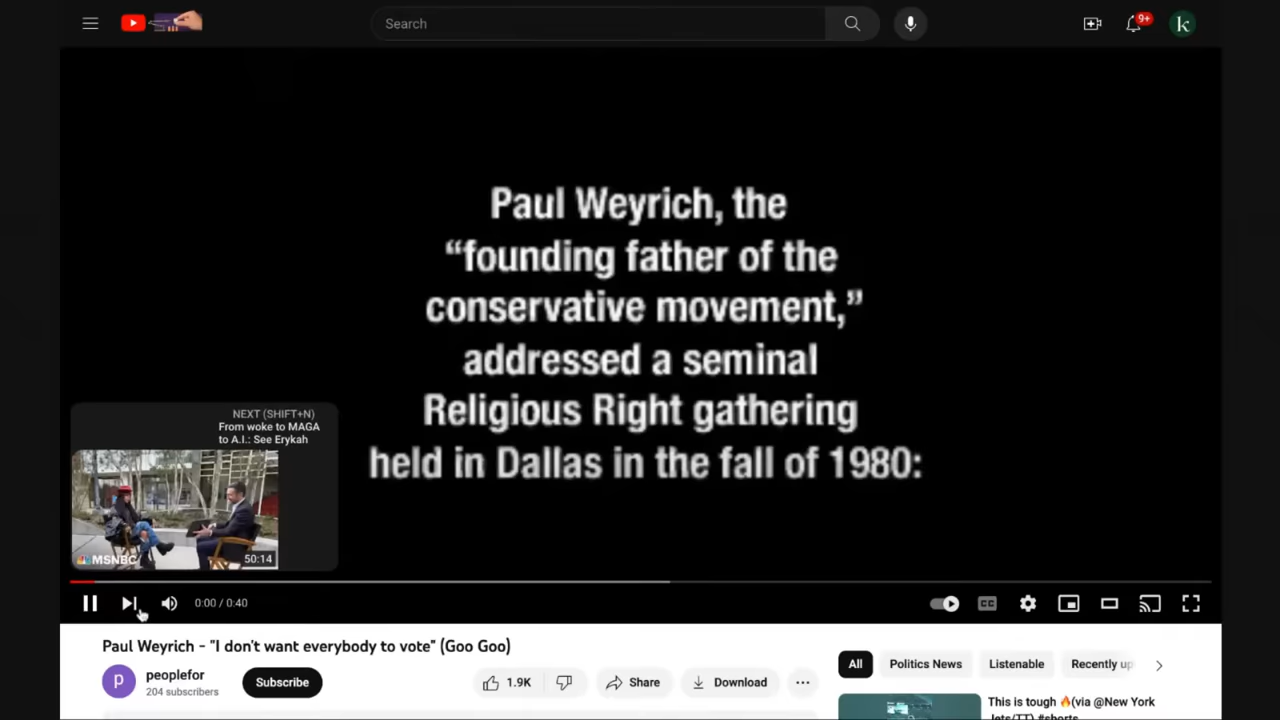 Search
9+
k
Paul Weyrich, the
“founding father of the
conservative movement,”
addressed a seminal
Religious Right gathering
held in Dallas in the fall of 1980:
NEXT (SHIFT+N)
From woke to MAGA
to A.I.: See Erykah
MSNBC
50:14
0:00 / 0:40
CC
Paul Weyrich - "I don't want everybody to vote" (Goo Goo)
p
peoplefor
204 subscribers
Subscribe
1.9K
Share
Download
...
All
Politics News
Listenable
Recently up
This is tough 🔥(via @New York
#shorts